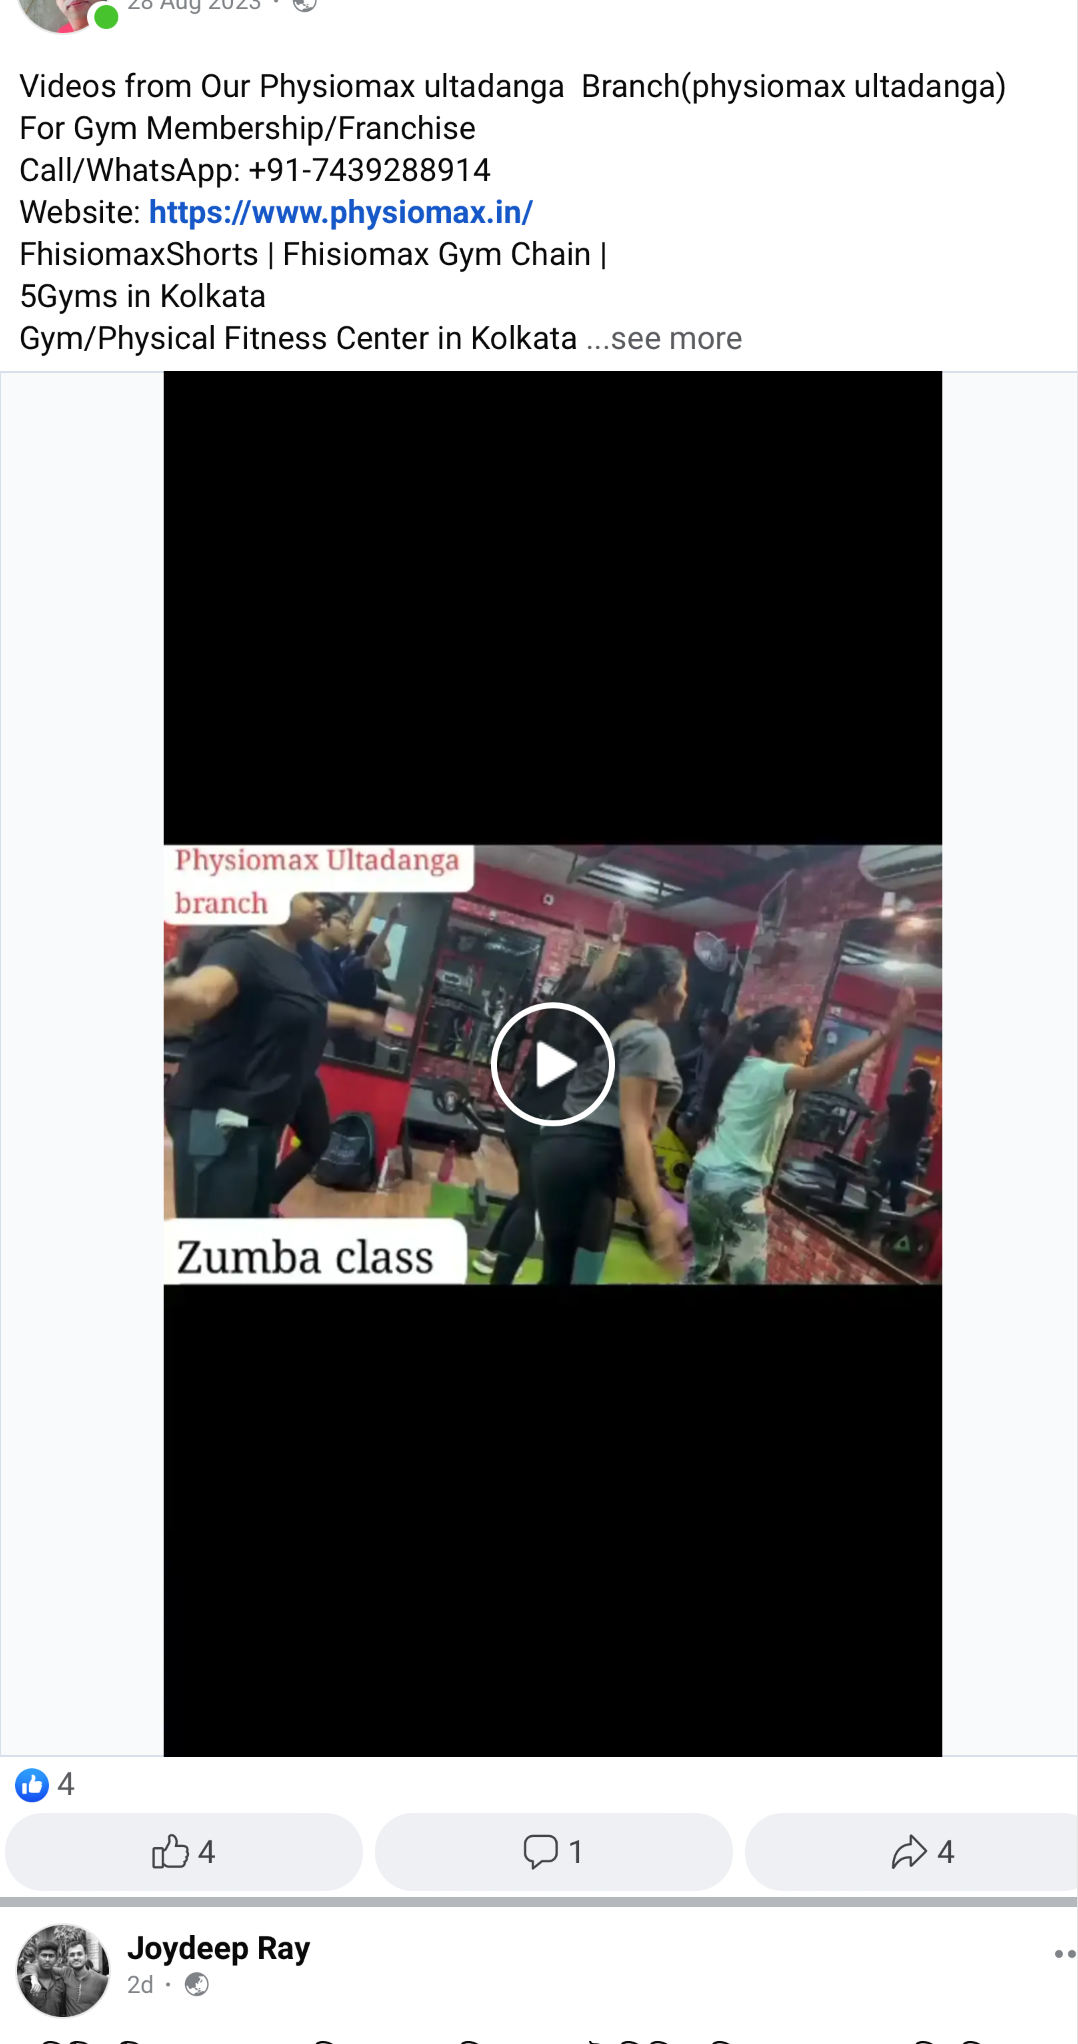 28 Aug 2023 ·
Videos from Our Physiomax ultadanga Branch(physiomax ultadanga)
For Gym Membership/Franchise
Call/WhatsApp: +91-7439288914
Website: https://www.physiomax.in/
FhisiomaxShorts | Fhisiomax Gym Chain |
5Gyms in Kolkata
Gym/Physical Fitness Center in Kolkata ...see more
Physiomax Ultadanga
branch
Zumba class
4
4
1
4
Joydeep Ray
2d ·